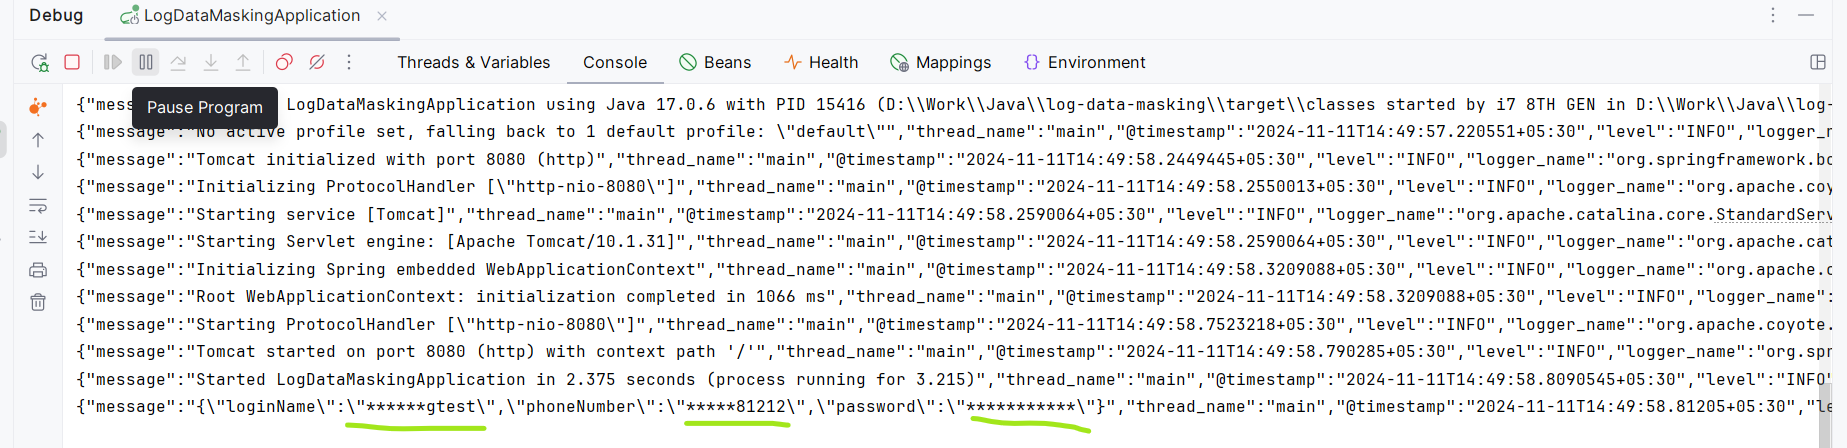 Debug LogDataMaskingApplication
Threads & Variables Console Beans Health Mappings Environment
Pause Program
{"messa LogDataMaskingApplication using Java 17.0.6 with PID 15416 (D:\\Work\\Java\\log-data-masking\\target\\classes started by i7 8TH GEN in D:\\Work\\Java\\log-
{"message":"No active profile set, falling back to 1 default profile: \"default\"","thread_name":"main","@timestamp":"2024-11-11T14:49:57.220551+05:30","level":"INFO","logger_n
{"message":"Tomcat initialized with port 8080 (http)","thread_name":"main","@timestamp":"2024-11-11T14:49:58.2449445+05:30","level":"INFO","logger_name":"org.springframework.bo
{"message":"Initializing ProtocolHandler [\"http-nio-8080\"]","thread_name":"main","@timestamp":"2024-11-11T14:49:58.2550013+05:30","level":"INFO","logger_name":"org.apache.coy
{"message":"Starting service [Tomcat]","thread_name":"main","@timestamp":"2024-11-11T14:49:58.2590064+05:30","level":"INFO","logger_name":"org.apache.catalina.core.StandardServ
{"message":"Starting Servlet engine: [Apache Tomcat/10.1.31]","thread_name":"main","@timestamp":"2024-11-11T14:49:58.2590064+05:30","level":"INFO","logger_name":"org.apache.cat
{"message":"Initializing Spring embedded WebApplicationContext","thread_name":"main","@timestamp":"2024-11-11T14:49:58.3209088+05:30","level":"INFO","logger_name":"org.apache.c
{"message":"Root WebApplicationContext: initialization completed in 1066 ms","thread_name":"main","@timestamp":"2024-11-11T14:49:58.3209088+05:30","level":"INFO","logger_name":
{"message":"Starting ProtocolHandler [\"http-nio-8080\"]","thread_name":"main","@timestamp":"2024-11-11T14:49:58.7523218+05:30","level":"INFO","logger_name":"org.apache.coyote.
{"message":"Tomcat started on port 8080 (http) with context path '/'","thread_name":"main","@timestamp":"2024-11-11T14:49:58.790285+05:30","level":"INFO","logger_name":"org.spr
{"message":"Started LogDataMaskingApplication in 2.375 seconds (process running for 3.215)","thread_name":"main","@timestamp":"2024-11-11T14:49:58.8090545+05:30","level":"INFO"
{"message":"{\"loginName\":\"******gtest\",\"phoneNumber\":\"*****81212\",\"password\":\"***********\"}","thread_name":"main","@timestamp":"2024-11-11T14:49:58.81205+05:30","le